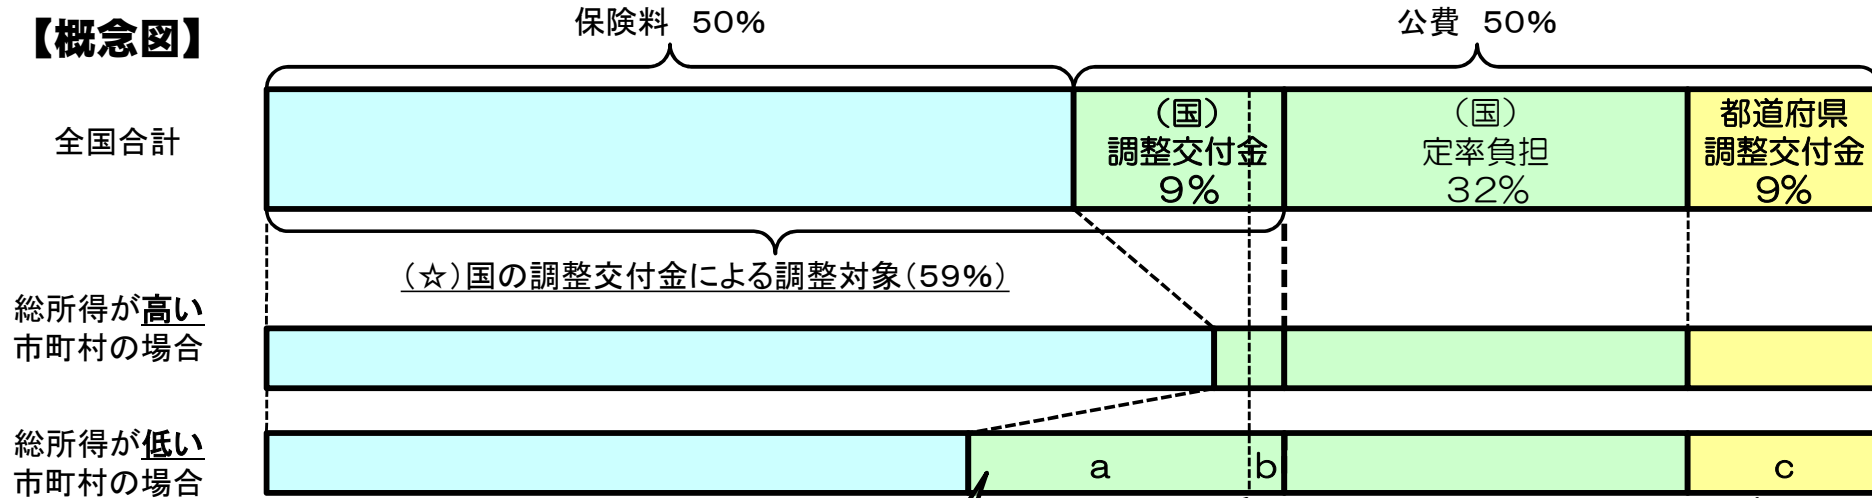 【概念図】
保険料　50%
公費　50%
全国合計
（国）
調整交付金
9%
（国）
定率負担
32%
都道府県
調整交付金
9%
（☆）国の調整交付金による調整対象（59%）
総所得が高い
市町村の場合
総所得が低い
市町村の場合
a
b
c